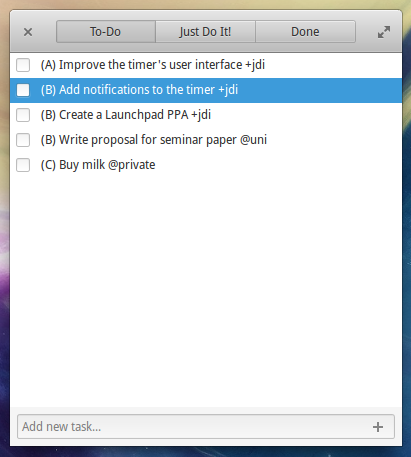 To-Do Just Do It! Done
(A) Improve the timer's user interface +jdi
(B) Add notifications to the timer +jdi
(B) Create a Launchpad PPA +jdi
(B) Write proposal for seminar paper @uni
(C) Buy milk @private
Add new task...